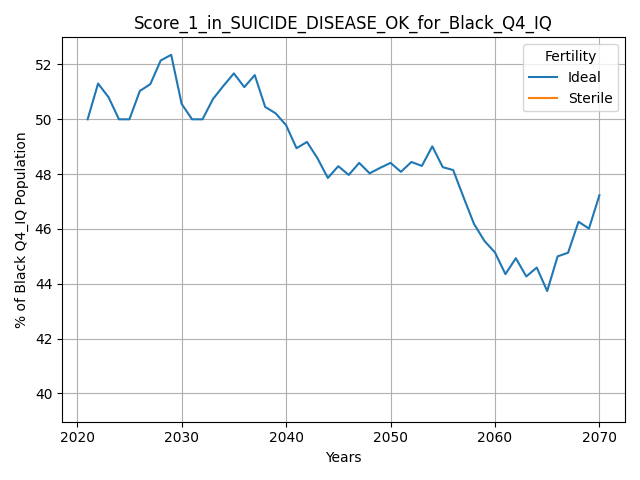 Score_1_in_SUICIDE_DISEASE_OK_for_Black_Q4_IQ
Fertility
Ideal
Sterile
% of Black Q4_IQ Population
52
50
48
46
44
42
40
2020 2030 2040 2050 2060 2070
Years